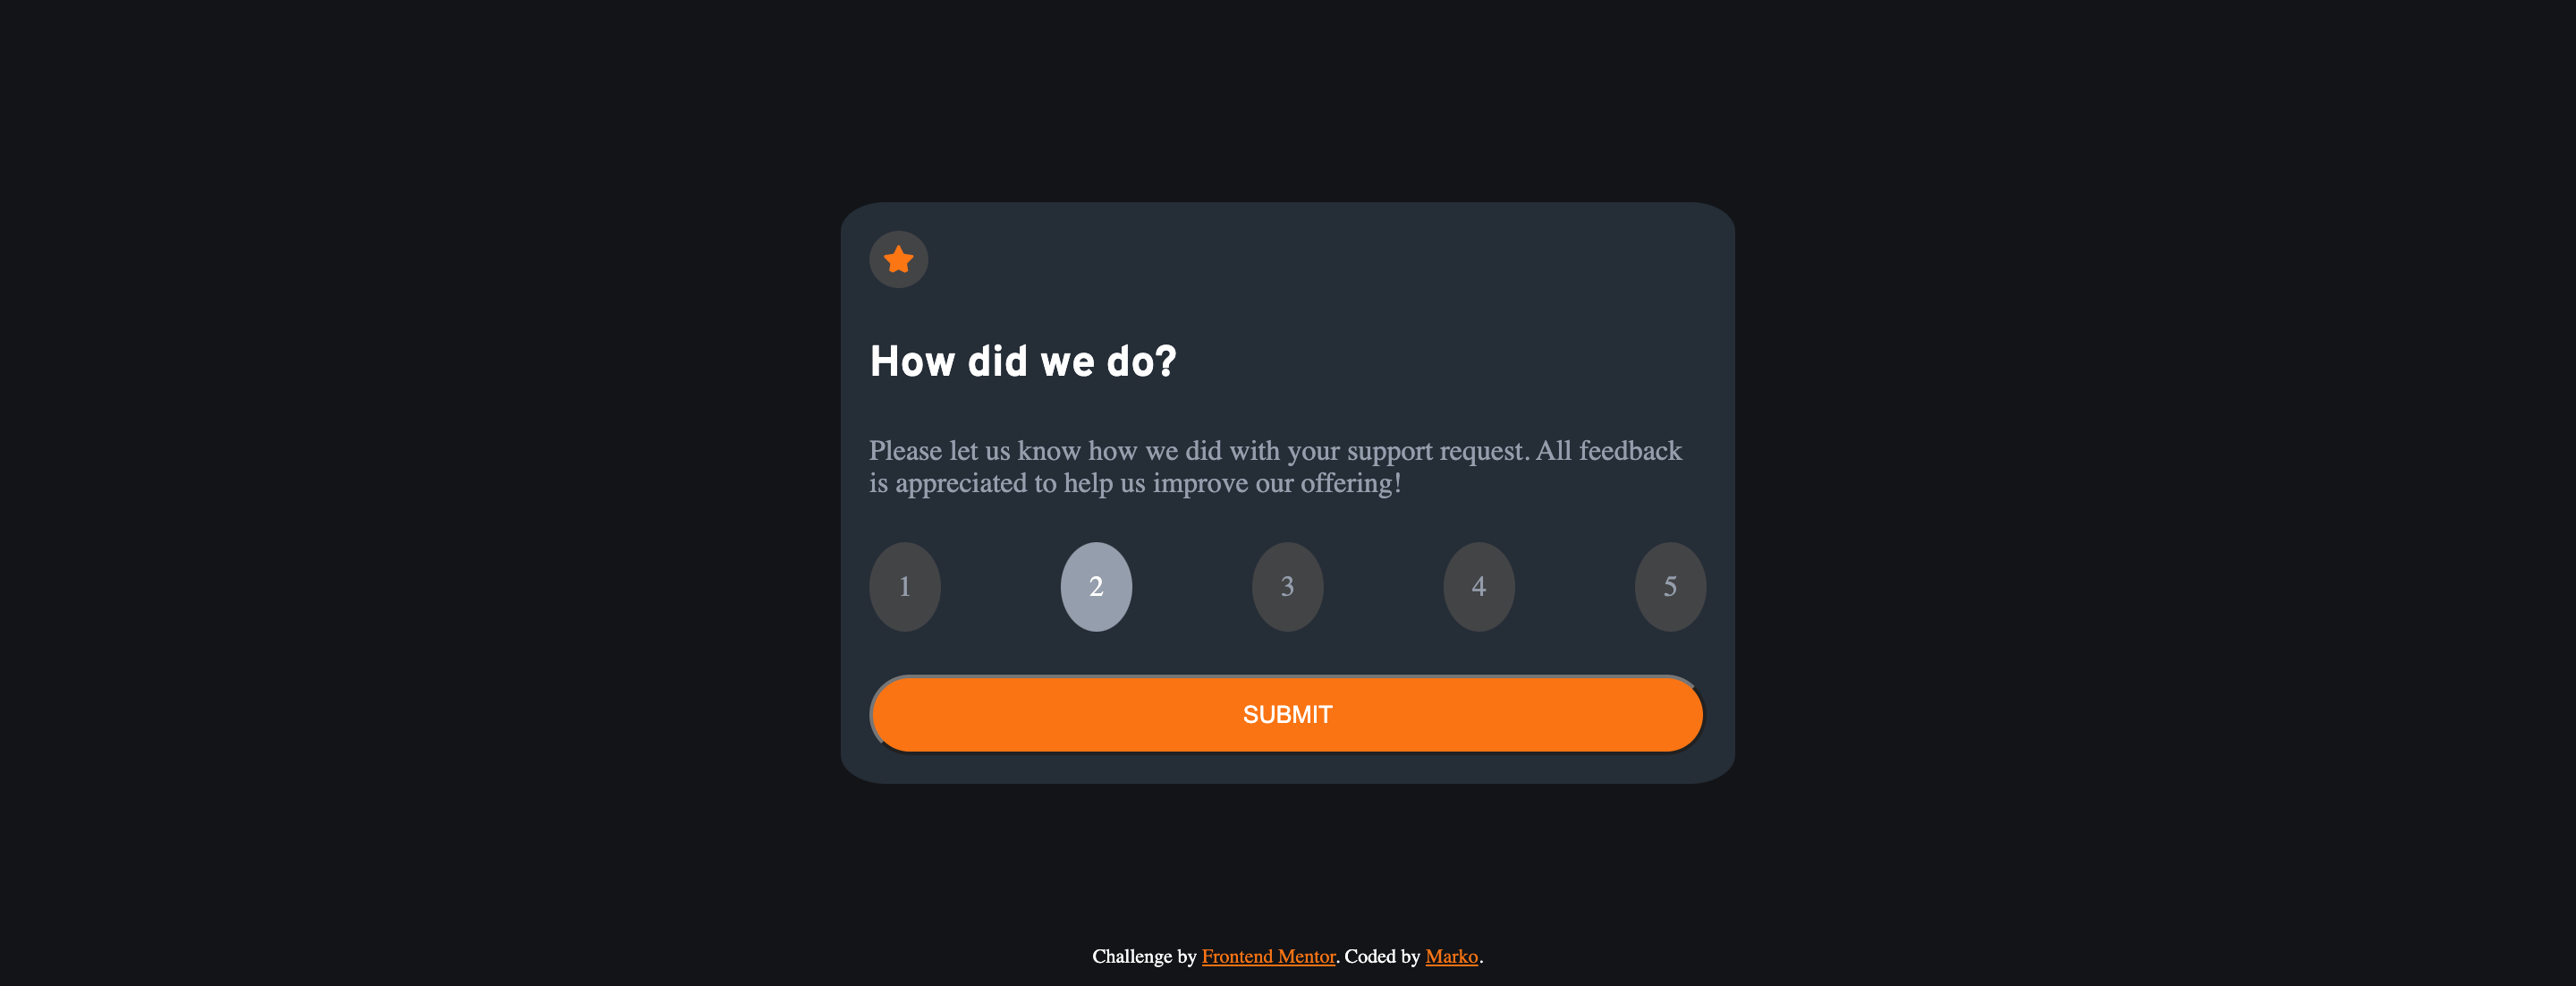 How did we do?
Please let us know how we did with your support request. All feedback
is appreciated to help us improve our offering!
1 2 3 4 5
SUBMIT
Challenge by Frontend Mentor. Coded by Marko.